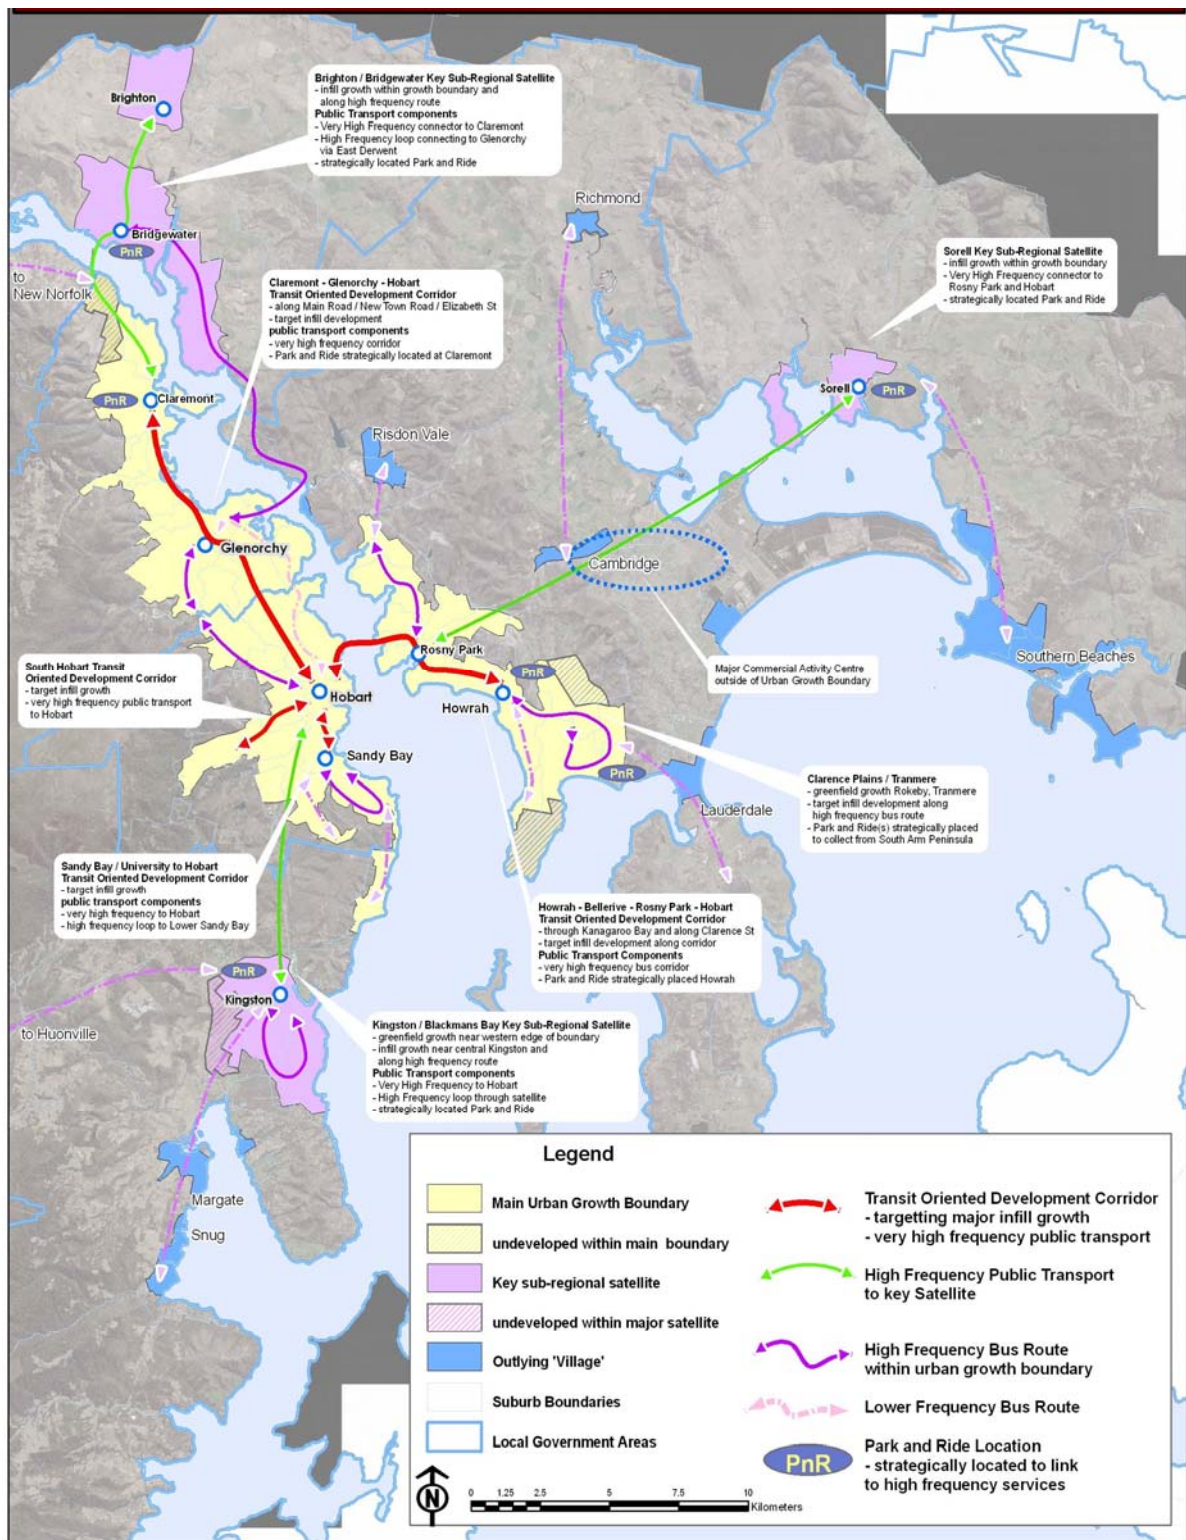 Brighton
Brighton / Bridgewater Key Sub-Regional Satellite
- infill growth within growth boundary and
along high frequency route
Public Transport components
- Very High Frequency connector to Claremont
- High Frequency loop connecting to Glenorchy
via East Derwent
- strategically located Park and Ride
Richmond
Bridgewater
PnR
to
New Norfolk
Sorell Key Sub-Regional Satellite
- infill growth within growth boundary
- Very High Frequency connector to
Rosny Park and Hobart
- strategically located Park and Ride
Claremont - Glenorchy - Hobart
Transit Oriented Development Corridor
- along Main Road / New Town Road / Elizabeth St
- target infill development
public transport components
- very high frequency corridor
- Park and Ride strategically located at Claremont
Sorell
PnR
PnR
Claremont
Risdon Vale
Glenorchy
Cambridge
Rosny Park
South Hobart Transit
Oriented Development Corridor
- target infill growth
- very high frequency public transport
to Hobart
PnR
Major Commercial Activity Centre
outside of Urban Growth Boundary
Southern Beaches
Hobart
Howrah
Sandy Bay
PnR
Lauderdale
Clarence Plains / Tranmere
- greenfield growth Rokeby, Tranmere
- target infill development along
high frequency bus route
- Park and Ride(s) strategically placed
to collect from South Arm Peninsula
Sandy Bay / University to Hobart
Transit Oriented Development Corridor
- target infill growth
public transport components
- very high frequency to Hobart
- high frequency loop to Lower Sandy Bay
Howrah - Bellerive - Rosny Park - Hobart
Transit Oriented Development Corridor
- through Kanagaroo Bay and along Clarence St
- target infill development along corridor
Public Transport Components
- very high frequency bus corridor
- Park and Ride strategically placed Howrah
PnR
Kingston
to Huonville
Kingston / Blackmans Bay Key Sub-Regional Satellite
- greenfield growth near western edge of boundary
- infill growth near central Kingston and
along high frequency route
Public Transport components
- Very High Frequency to Hobart
- High Frequency loop through satellite
- strategically located Park and Ride
Margate
Snug
Legend
Main Urban Growth Boundary
undeveloped within main boundary
Key sub-regional satellite
undeveloped within major satellite
Outlying 'Village'
Suburb Boundaries
Local Government Areas
Transit Oriented Development Corridor
- targetting major infill growth
- very high frequency public transport
High Frequency Public Transport
to key Satellite
High Frequency Bus Route
within urban growth boundary
Lower Frequency Bus Route
PnR
Park and Ride Location
- strategically located to link
to high frequency services
N
0 1.25 2.5 5 7.5 10
Kilometers